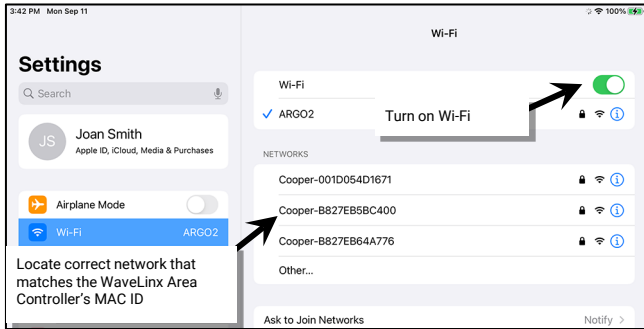 3:42 PM Mon Sep 11
100%
Wi-Fi
Settings
Search
JS
Joan Smith
Apple ID, iCloud, Media & Purchases
Airplane Mode
Wi-Fi ARGO2
Locate correct network that
matches the WaveLinx Area
Controller's MAC ID
Wi-Fi
Turn on Wi-Fi
ARGO2
NETWORKS
Cooper-001D054D1671
Cooper-B827EB5BC400
Cooper-B827EB64A776
Other...
Ask to Join Networks Notify >